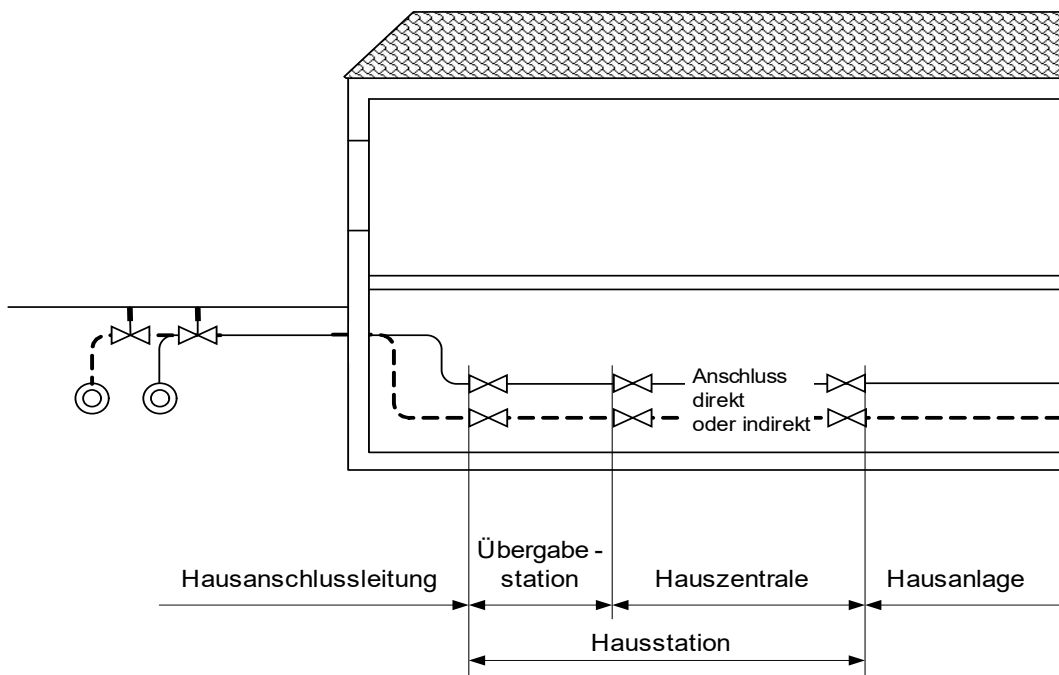 Anschluss
direkt
oder indirekt
Übergabe -
station
Hausanschlussleitung
Hauszentrale
Hausanlage
Hausstation